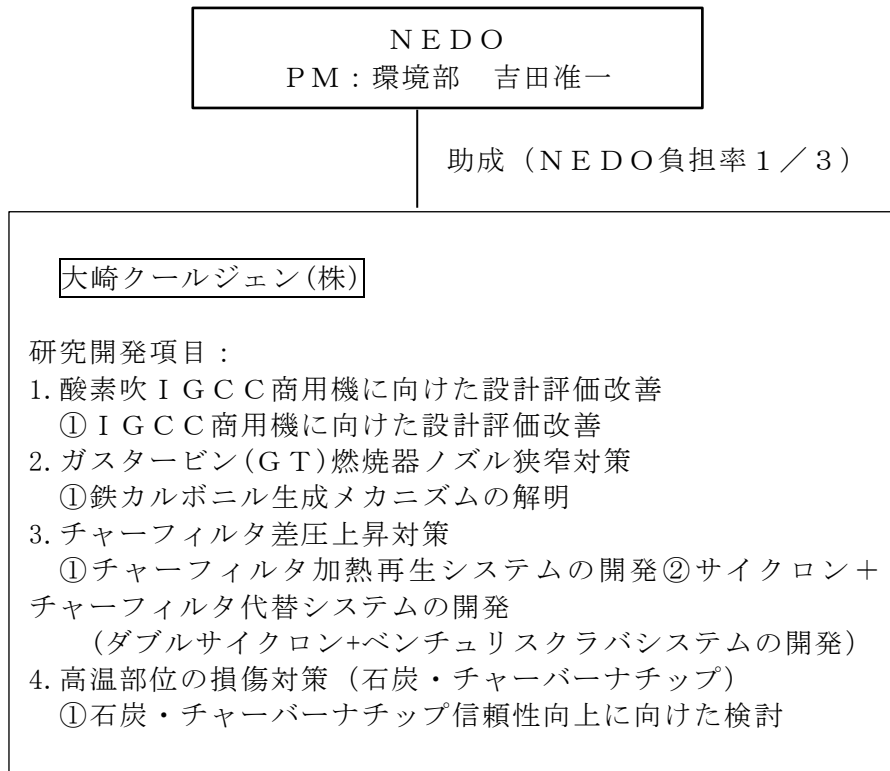 ＮＥＤＯ
ＰＭ：環境部　吉田准一
助成（ＮＥＤＯ負担率１／３）
大崎クールジェン(株)
研究開発項目：
1.酸素吹ＩＧＣＣ商用機に向けた設計評価改善
①ＩＧＣＣ商用機に向けた設計評価改善
2.ガスタービン(ＧＴ)燃焼器ノズル狭窄対策
①鉄カルボニル生成メカニズムの解明
3.チャーフィルタ差圧上昇対策
①チャーフィルタ加熱再生システムの開発②サイクロン＋
チャーフィルタ代替システムの開発
(ダブルサイクロン+ベンチュリスクラバシステムの開発)
4.高温部位の損傷対策（石炭・チャーバーナチップ）
①石炭・チャーバーナチップ信頼性向上に向けた検討